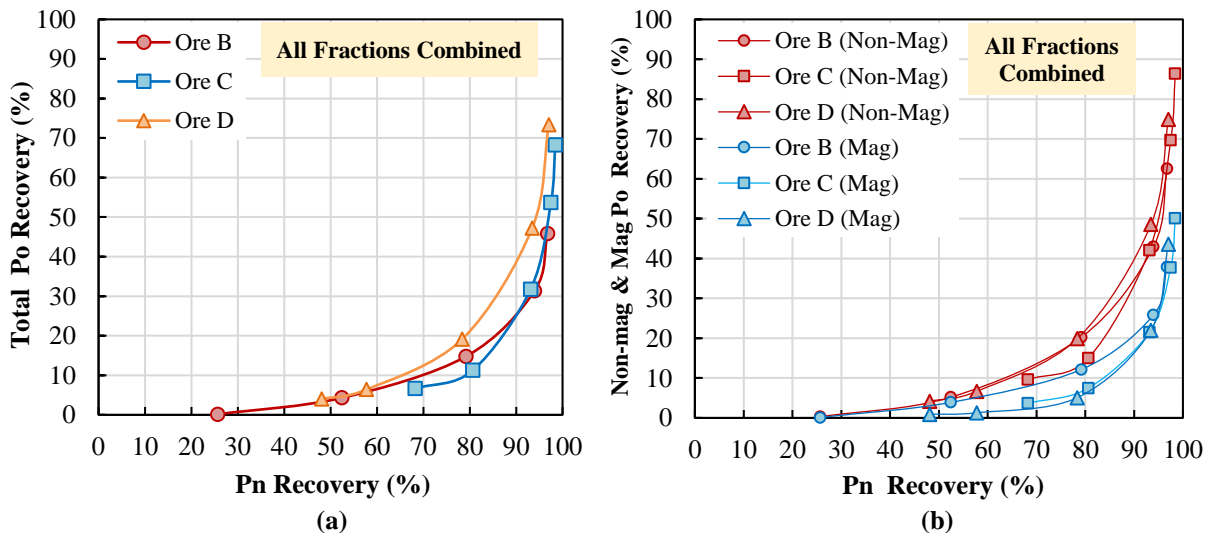 Total Po Recovery (%)
100
90
80
70
60
50
40
30
20
10
0
Ore B
Ore C
Ore D
All Fractions Combined
0 10 20 30 40 50 60 70 80 90 100
Pn Recovery (%)
(a)
Non-mag & Mag Po Recovery (%)
100
90
80
70
60
50
40
30
20
10
0
Ore B (Non-Mag)
Ore C (Non-Mag)
Ore D (Non-Mag)
Ore B (Mag)
Ore C (Mag)
Ore D (Mag)
All Fractions
Combined
0 10 20 30 40 50 60 70 80 90 100
Pn Recovery (%)
(b)